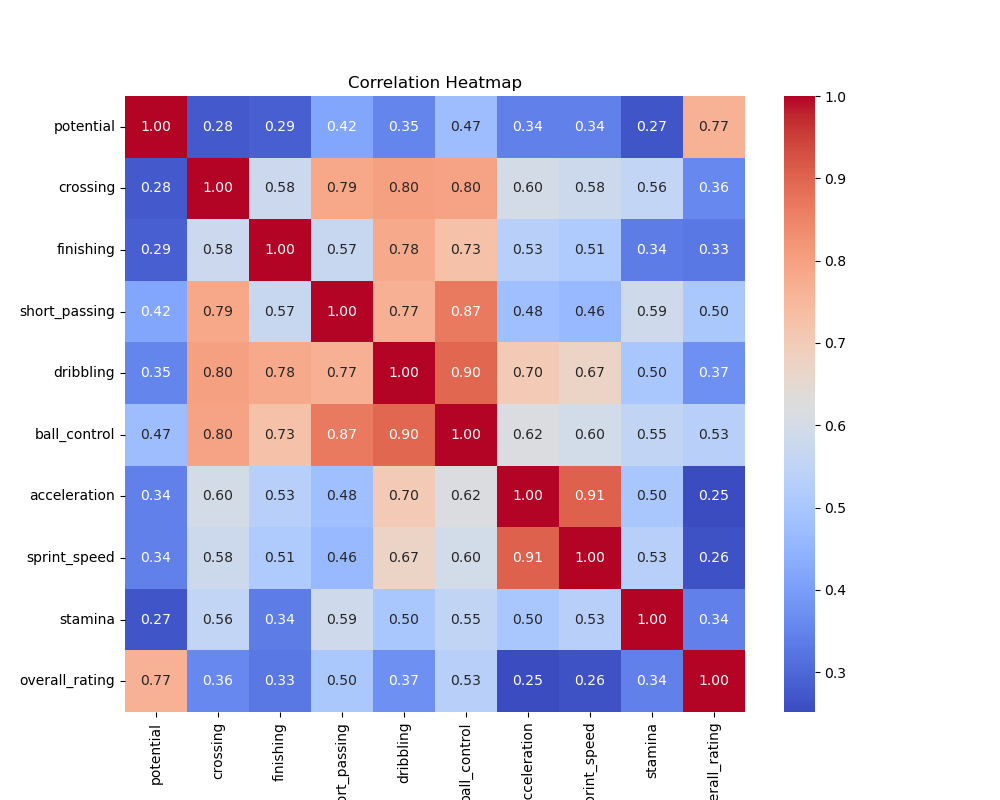 Correlation Heatmap
potential 1.00 0.28 0.29 0.42 0.35 0.47 0.34 0.34 0.27 0.77
crossing 0.28 1.00 0.58 0.79 0.80 0.80 0.60 0.58 0.56 0.36
finishing 0.29 0.58 1.00 0.57 0.78 0.73 0.53 0.51 0.34 0.33
short_passing 0.42 0.79 0.57 1.00 0.77 0.87 0.48 0.46 0.59 0.50
dribbling 0.35 0.80 0.78 0.77 1.00 0.90 0.70 0.67 0.50 0.37
ball_control 0.47 0.80 0.73 0.87 0.90 1.00 0.62 0.60 0.55 0.53
acceleration 0.34 0.60 0.53 0.48 0.70 0.62 1.00 0.91 0.50 0.25
sprint_speed 0.34 0.58 0.51 0.46 0.67 0.60 0.91 1.00 0.53 0.26
stamina 0.27 0.56 0.34 0.59 0.50 0.55 0.50 0.53 1.00 0.34
overall_rating 0.77 0.36 0.33 0.50 0.37 0.53 0.25 0.26 0.34 1.00
potential
crossing
finishing
ort_passing
dribbling
ball_control
cceleration
print_speed
stamina
erall_rating
1.0
0.9
0.8
0.7
0.6
0.5
0.4
0.3